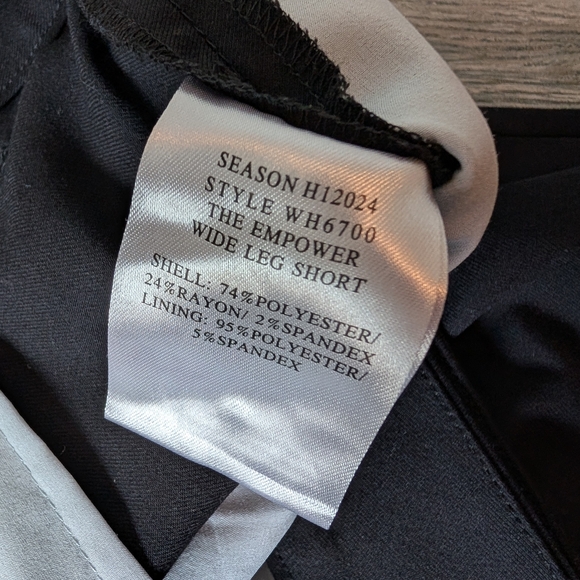 SEASON H12024
STYLE WH6700
THE EMPOWER
WIDE LEG SHORT
SHELL: 74%POLYESTER/
24%RAYON/ 2%SPANDEX
LINING: 95%POLYESTER/
5%SPANDEX